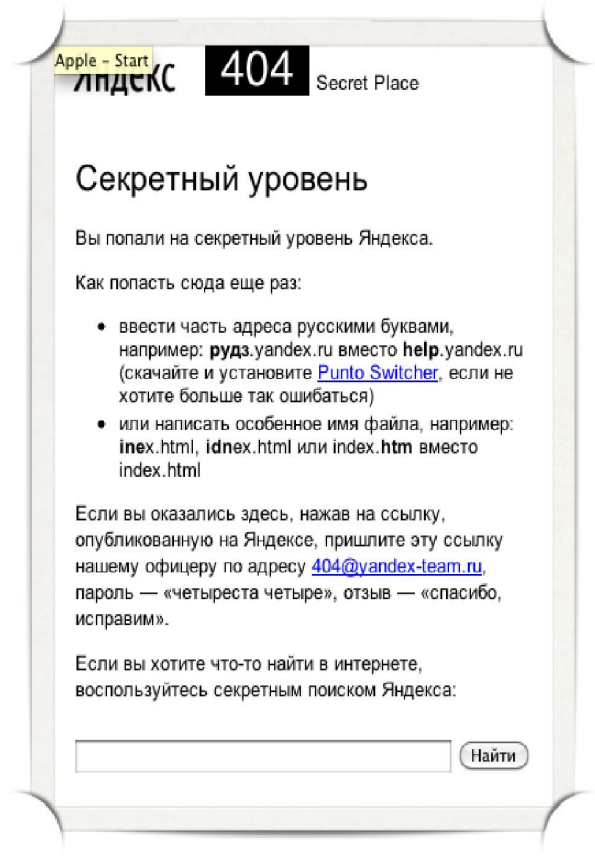 Apple – Start
Яндекс 404 Secret Place
Секретный уровень
Вы попали на секретный уровень Яндекса.
Как попасть сюда еще раз:
• ввести часть адреса русскими буквами,
например: рудз.yandex.ru вместо help.yandex.ru
(скачайте и установите Punto Switcher, если не
хотите больше так ошибаться)
• или написать особенное имя файла, например:
inex.html, idnex.html или index.htm вместо
index.html
Если вы оказались здесь, нажав на ссылку,
опубликованную на Яндексе, пришлите эту ссылку
нашему офицеру по адресу 404@yandex-team.ru,
пароль — «четыреста четыре», отзыв — «спасибо,
исправим».
Если вы хотите что-то найти в интернете,
воспользуйтесь секретным поиском Яндекса:
Найти